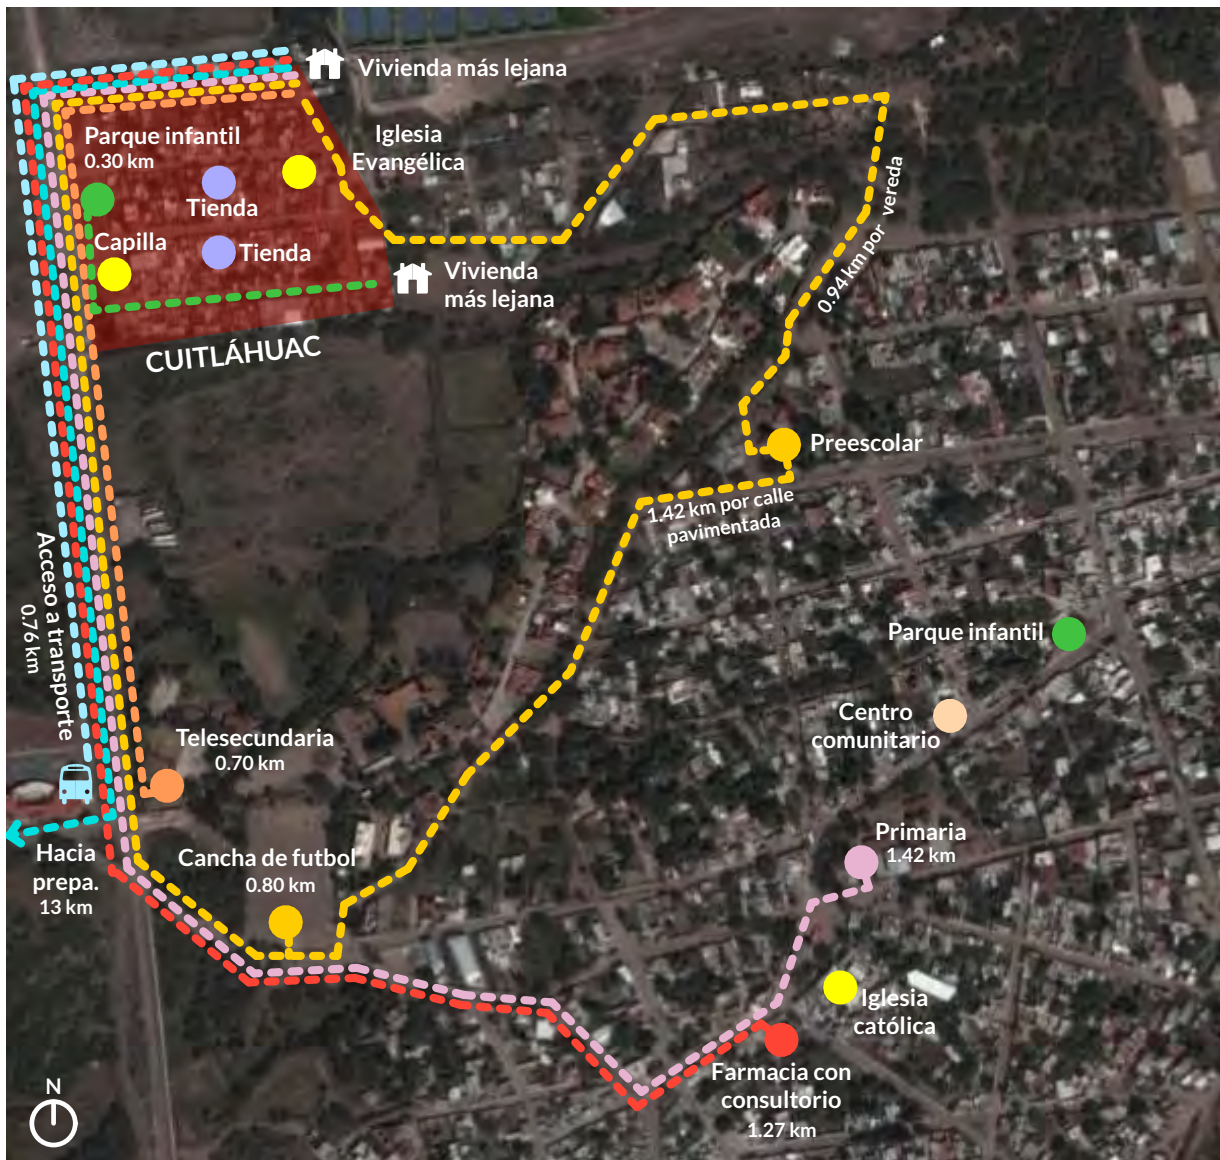 Vivienda más lejana
Parque infantil
0.30 km
Iglesia
Evangélica
Tienda
Capilla
Tienda
Vivienda
más lejana
CUITLÁHUAC
0.94 km por vereda
Preescolar
1.42 km por calle
pavimentada
Acceso a transporte
0.76 km
Parque infantil
Centro
comunitario
Telesecundaria
0.70 km
Hacia
prepa.
13 km
Cancha de futbol
0.80 km
Primaria
1.42 km
Iglesia
católica
Farmacia con
consultorio
1.27 km
N